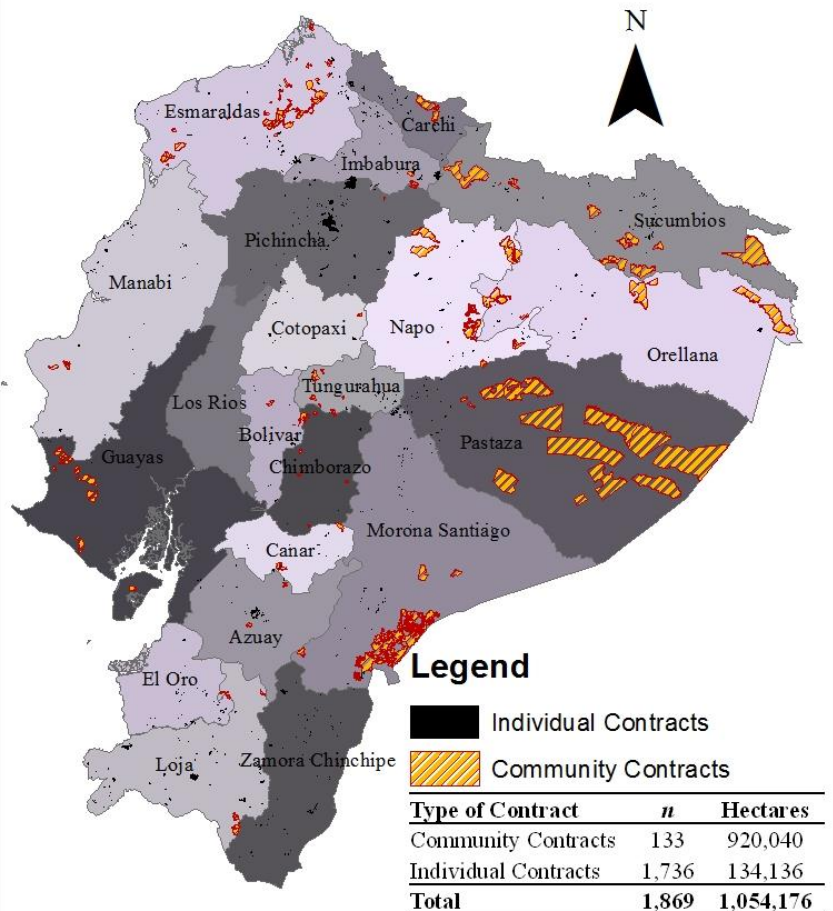 N
Esmaraldas
Carchi
Imbabura
Sucumbios
Pichincha
Manabi
Cotopaxi
Napo
Orellana
Tungurahua
Los Rios
Bolivar
Pastaza
Guayas
Chimborazo
Morona Santiago
Canar
Azuay
El Oro
Loja
Zamora Chinchipe
Legend
Individual Contracts
Community Contracts
Type of Contract n Hectares
Community Contracts 133 920,040
Individual Contracts 1,736 134,136
Total 1,869 1,054,176